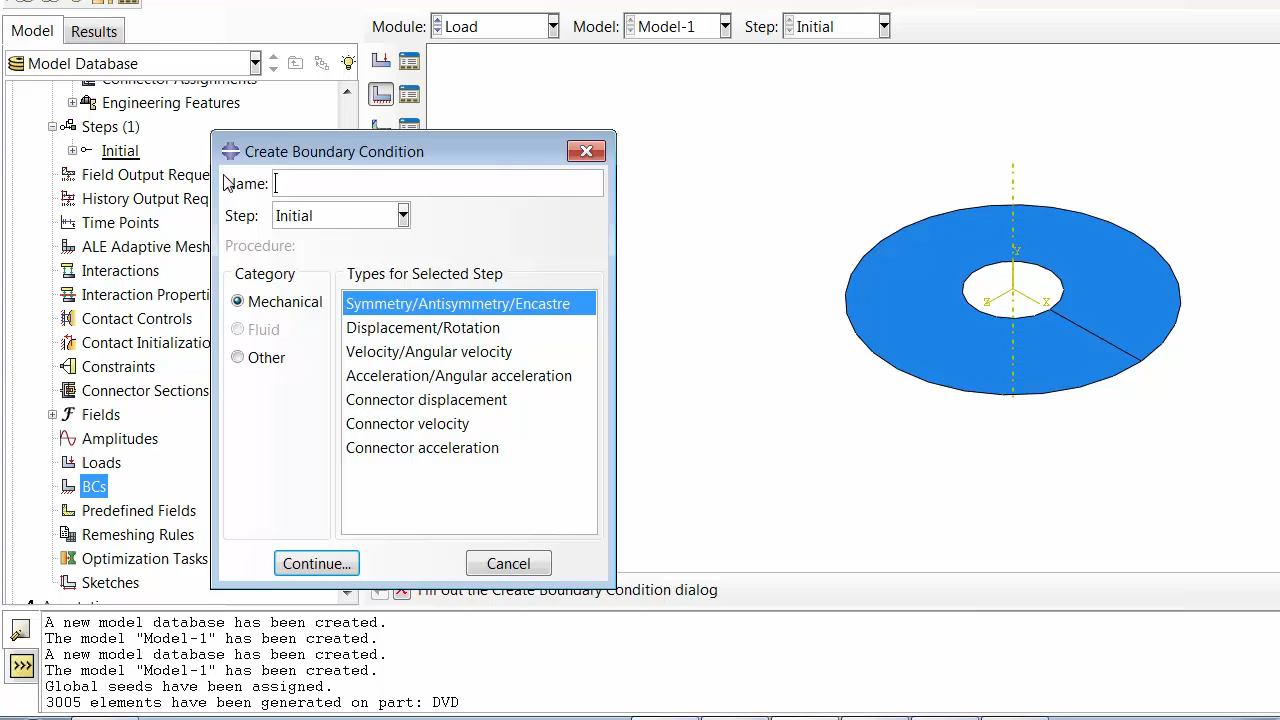 Module: Load Model: Model-1 Step: Initial
Model Results
Model Database
Connector Assignments
Engineering Features
Steps (1)
Initial
Field Output Reque
History Output Req
Time Points
ALE Adaptive Mesh
Interactions
Interaction Properti
Contact Controls
Contact Initializatio
Constraints
Connector Sections
Fields
Amplitudes
Loads
BCs
Predefined Fields
Remeshing Rules
Optimization Tasks
Sketches
Create Boundary Condition
Name:
Step: Initial
Procedure:
Category
Mechanical
Fluid
Other
Types for Selected Step
Symmetry/Antisymmetry/Encastre
Displacement/Rotation
Velocity/Angular velocity
Acceleration/Angular acceleration
Connector displacement
Connector velocity
Connector acceleration
Continue... Cancel
Y
Z X
Fill out the Create Boundary Condition dialog
>>>
A new model database has been created.
The model "Model-1" has been created.
A new model database has been created.
The model "Model-1" has been created.
Global seeds have been assigned.
3005 elements have been generated on part: DVD